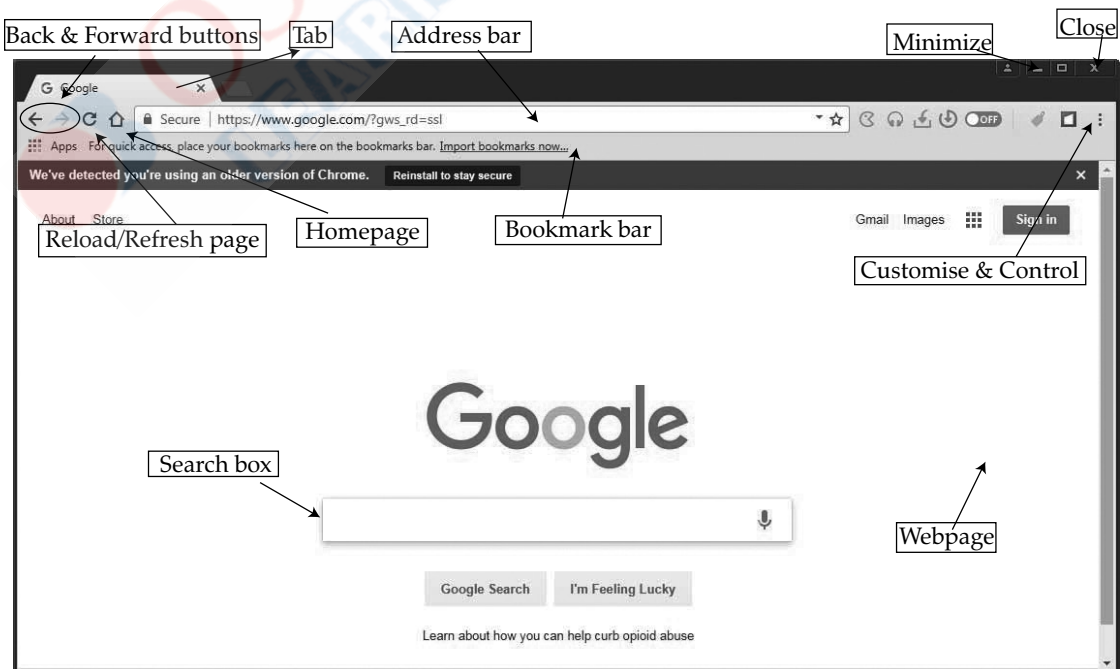 Back & Forward buttons
Tab
Address bar
Minimize
Close
G Google
Secure | https://www.google.com/?gws_rd=ssl
OFF
Apps For quick access, place your bookmarks here on the bookmarks bar. Import bookmarks now...
We've detected you're using an older version of Chrome. Reinstall to stay secure
About Store
Gmail Images Sign in
Reload/Refresh page
Homepage
Bookmark bar
Customise & Control
Google
Search box
Webpage
Google Search I'm Feeling Lucky
Learn about how you can help curb opioid abuse